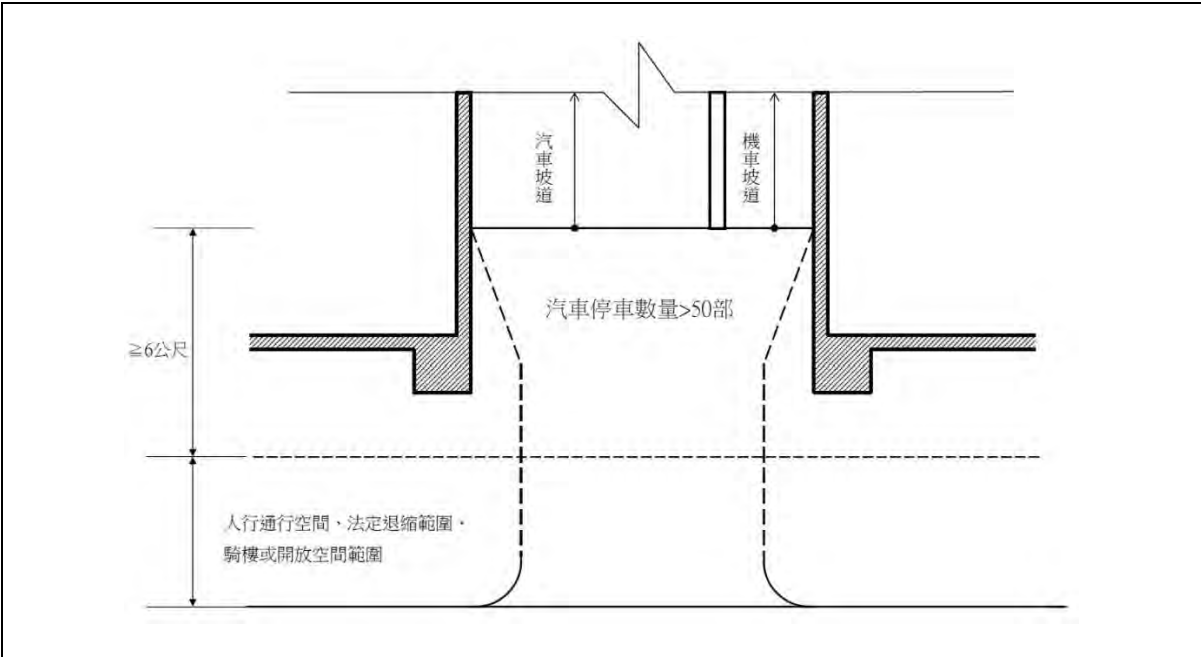 汽車坡道
機車坡道
汽車停車數量>50部
≧6公尺
人行通行空間、法定退縮範圍、
騎樓或開放空間範圍